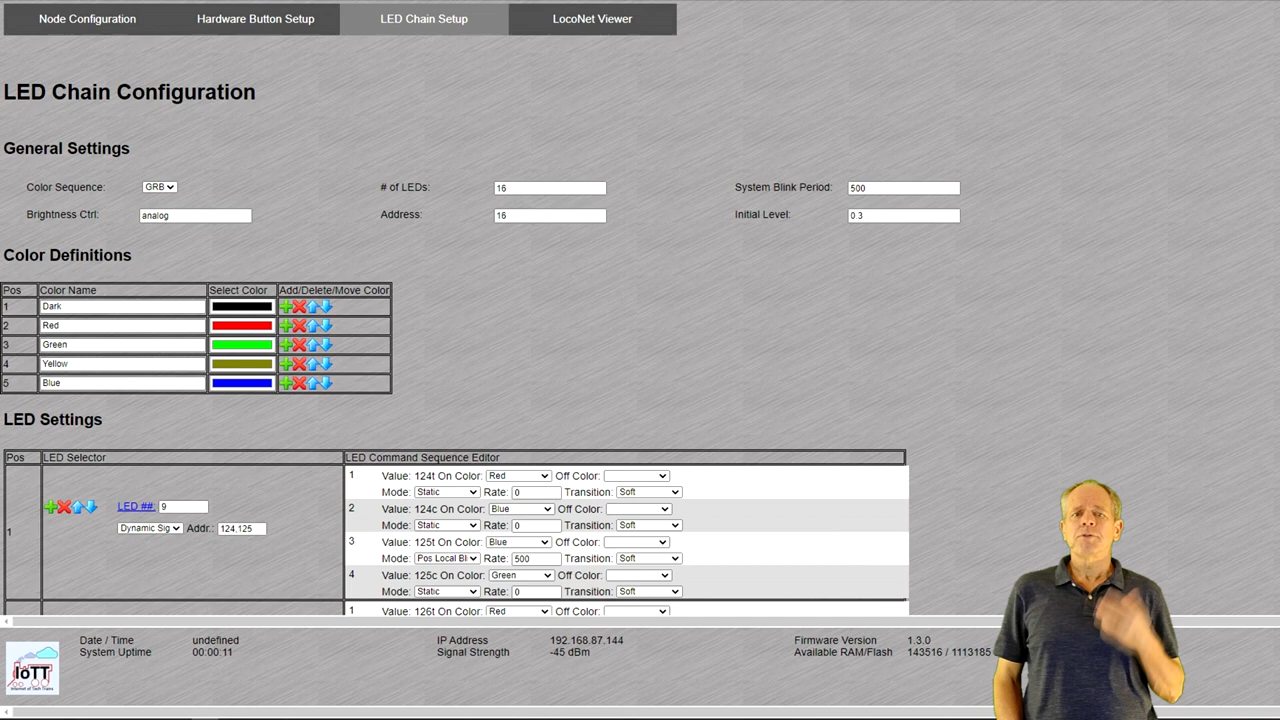 Node Configuration Hardware Button Setup LED Chain Setup LocoNet Viewer
LED Chain Configuration
General Settings
Color Sequence: GRB # of LEDs: 16 System Blink Period: 500
Brightness Ctrl: analog Address: 16 Initial Level: 0 3
Color Definitions
Pos Color Name Select Color Add/Delete/Move Color
1 Dark
2 Red
3 Green
4 Yellow
5 Blue
LED Settings
Pos LED Selector LED Command Sequence Editor
1
LED ##: 9
Dynamic Sig Addr.: 124,125
1 Value: 124t On Color: Red Off Color:
Mode: Static Rate: 0 Transition: Soft
2 Value: 124c On Color: Blue Off Color:
Mode: Static Rate: 0 Transition: Soft
3 Value: 125t On Color: Blue Off Color:
Mode: Pos Local Bl Rate: 500 Transition: Soft
4 Value: 125c On Color: Green Off Color:
Mode: Static Rate: 0 Transition: Soft
1 Value: 126t On Color: Red Off Color:
Date / Time undefined IP Address 192.168.87.144 Firmware Version 1.3.0
System Uptime 00:00:11 Signal Strength -45 dBm Available RAM/Flash 143516 / 1113185
IoTT
Internet of Tech Trains